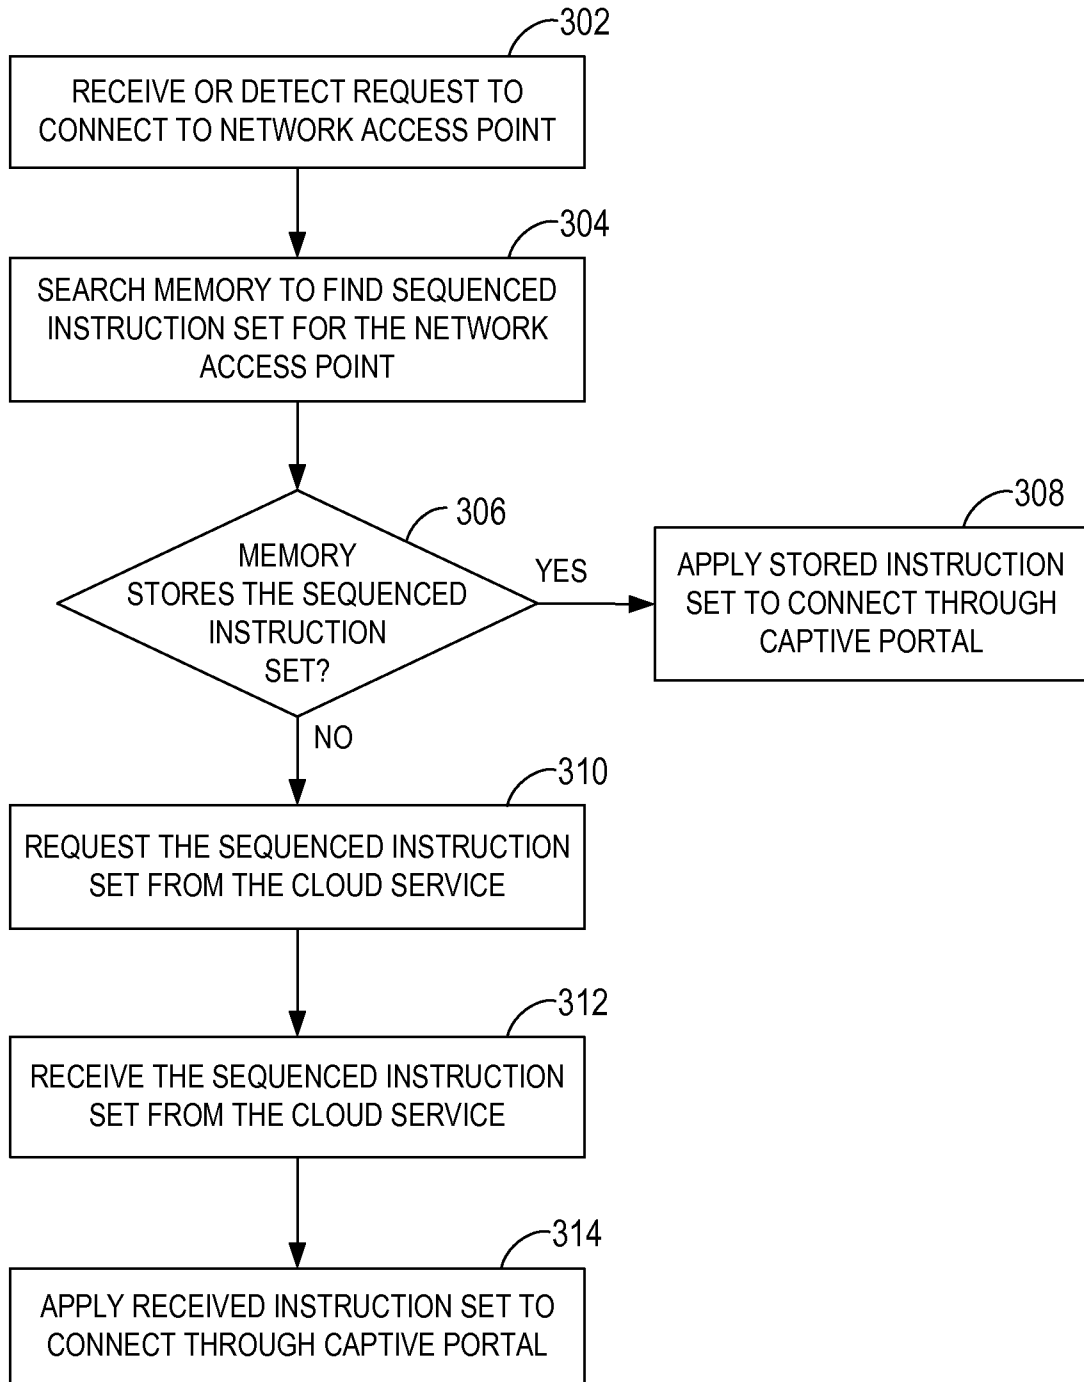 302
RECEIVE OR DETECT REQUEST TO
CONNECT TO NETWORK ACCESS POINT
304
SEARCH MEMORY TO FIND SEQUENCED
INSTRUCTION SET FOR THE NETWORK
ACCESS POINT
306
MEMORY
STORES THE SEQUENCED
INSTRUCTION
SET?
YES
308
APPLY STORED INSTRUCTION
SET TO CONNECT THROUGH
CAPTIVE PORTAL
NO
310
REQUEST THE SEQUENCED INSTRUCTION
SET FROM THE CLOUD SERVICE
312
RECEIVE THE SEQUENCED INSTRUCTION
SET FROM THE CLOUD SERVICE
314
APPLY RECEIVED INSTRUCTION SET TO
CONNECT THROUGH CAPTIVE PORTAL